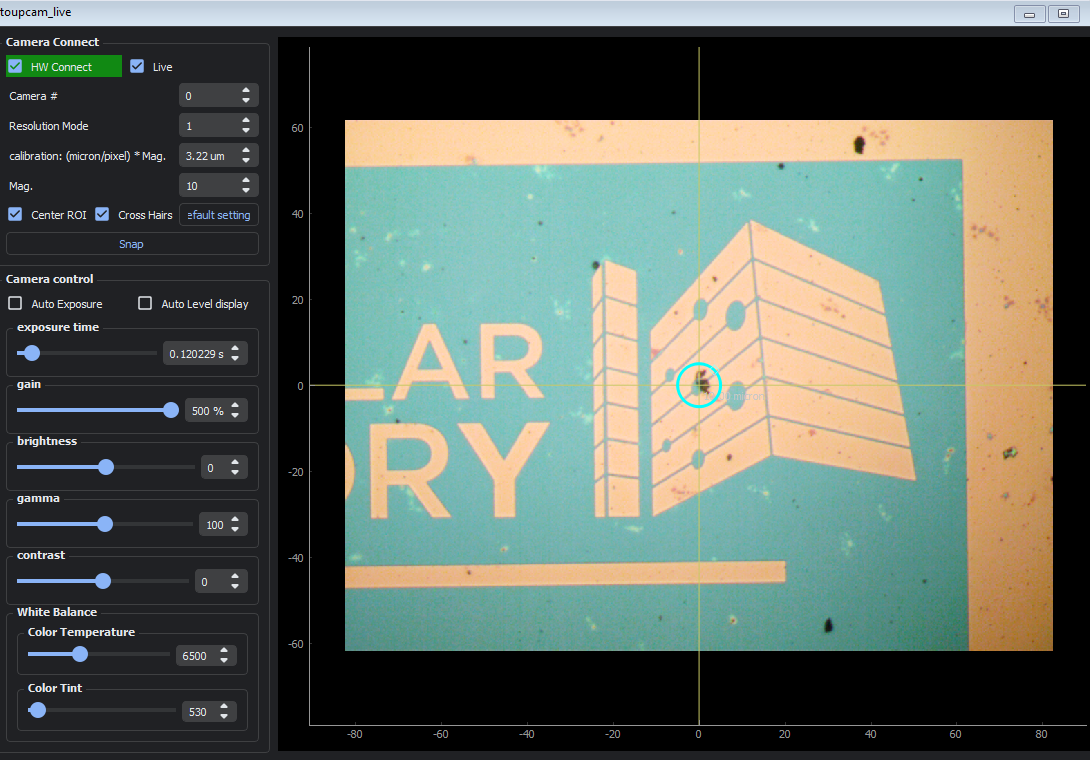 toupcam_live
Camera Connect
HW Connect
Live
Camera #
0
Resolution Mode
1
calibration: (micron/pixel) * Mag.
3.22 um
Mag.
10
Center ROI
Cross Hairs
efault setting
Snap
Camera control
Auto Exposure
Auto Level display
exposure time
0.120229 s
gain
500 %
brightness
0
gamma
100
contrast
0
White Balance
Color Temperature
6500
Color Tint
530
60
40
20
0
-20
-40
-60
LAR
ORY
micron
-80
-60
-40
-20
0
20
40
60
80